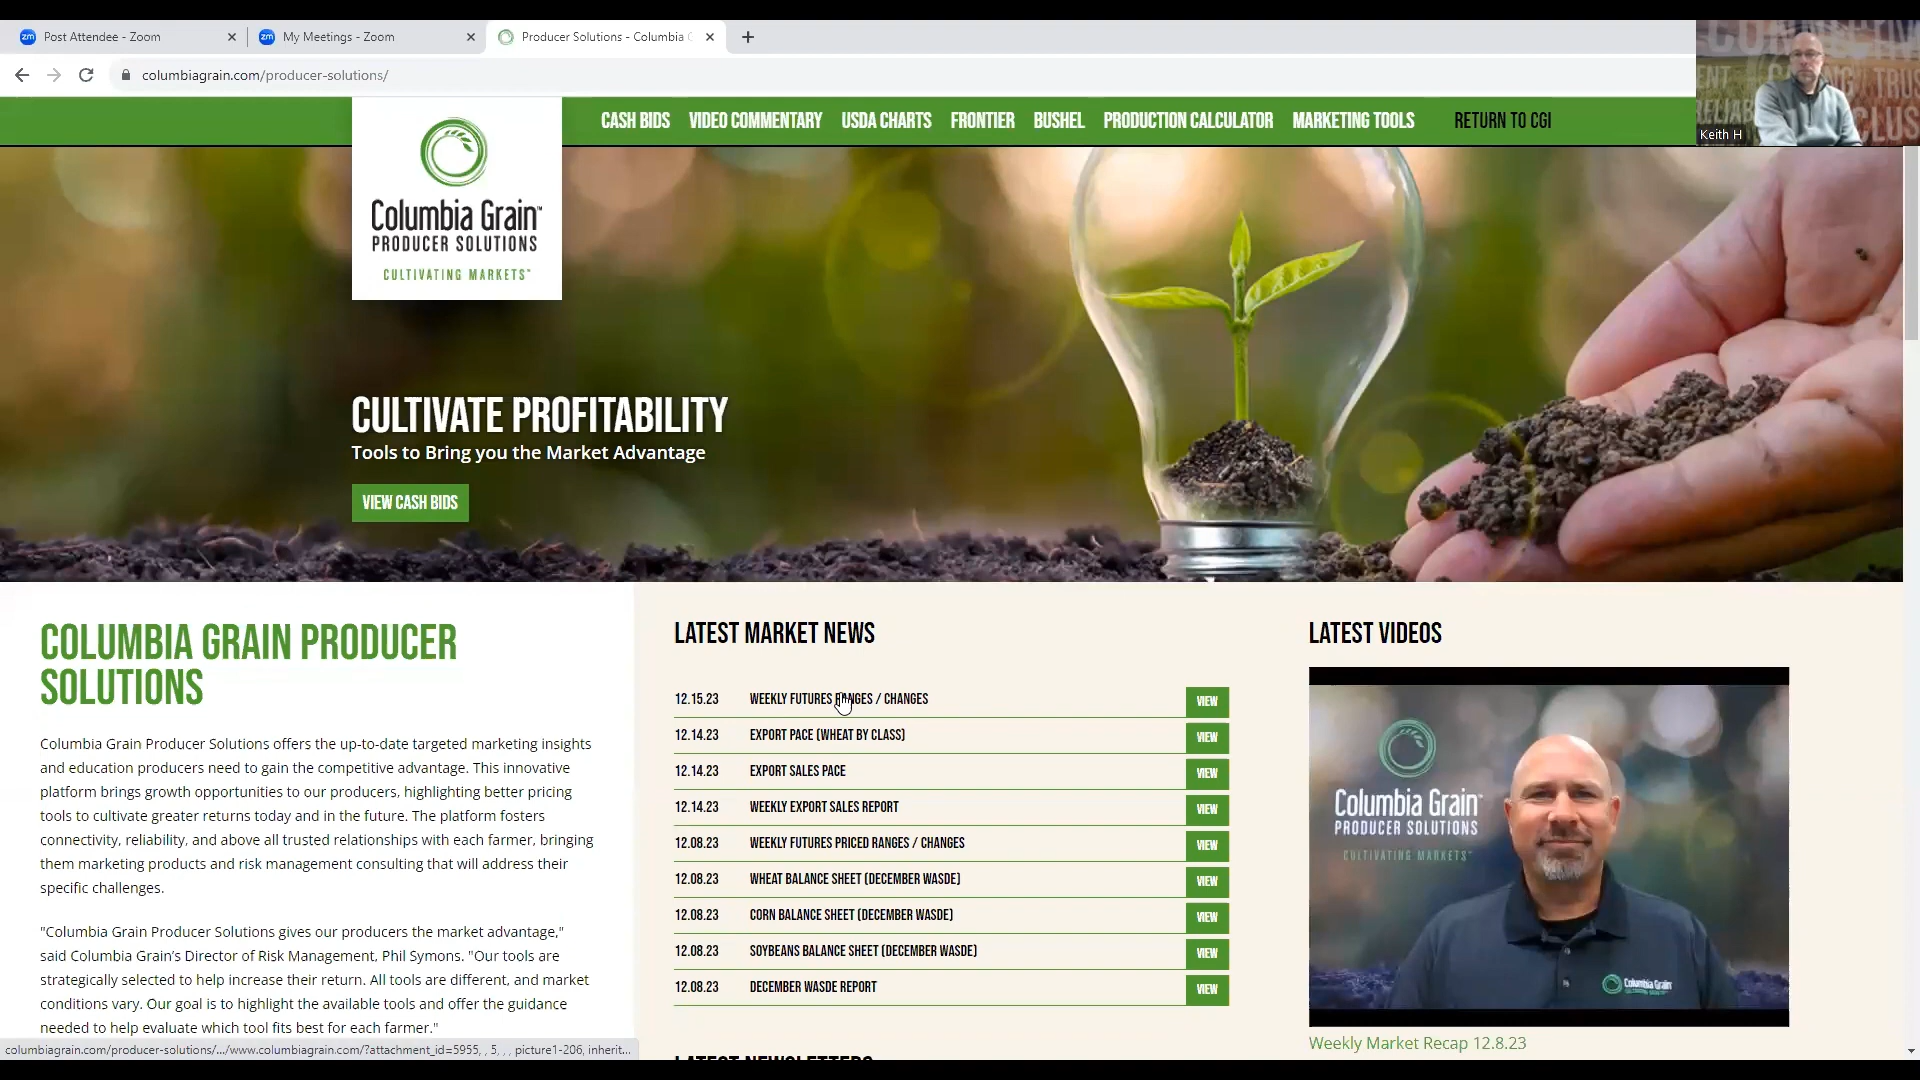 Post Attendee - Zoom
My Meetings - Zoom
Producer Solutions - Columbia
columbiagrain.com/producer-solutions/
CASH BIDS
VIDEO COMMENTARY
USDA CHARTS
FRONTIER
BUSHEL
PRODUCTION CALCULATOR
MARKETING TOOLS
RETURN TO CGI
Keith H
Columbia Grain™
PRODUCER SOLUTIONS
CULTIVATING MARKETS™
CULTIVATE PROFITABILITY
Tools to Bring you the Market Advantage
VIEW CASH BIDS
COLUMBIA GRAIN PRODUCER
SOLUTIONS
Columbia Grain Producer Solutions offers the up-to-date targeted marketing insights
and education producers need to gain the competitive advantage. This innovative
platform brings growth opportunities to our producers, highlighting better pricing
tools to cultivate greater returns today and in the future. The platform fosters
connectivity, reliability, and above all trusted relationships with each farmer, bringing
them marketing products and risk management consulting that will address their
specific challenges.
"Columbia Grain Producer Solutions gives our producers the market advantage,"
said Columbia Grain's Director of Risk Management, Phil Symons. "Our tools are
strategically selected to help increase their return. All tools are different, and market
conditions vary. Our goal is to highlight the available tools and offer the guidance
needed to help evaluate which tool fits best for each farmer."
columbiagrain.com/producer-solutions/.../www.columbiagrain.com/?attachment_id=5955, , 5, , , picture1-206, inherit...
LATEST MARKET NEWS
12.15.23 WEEKLY FUTURES RANGES / CHANGES VIEW
12.14.23 EXPORT PACE (WHEAT BY CLASS) VIEW
12.14.23 EXPORT SALES PACE VIEW
12.14.23 WEEKLY EXPORT SALES REPORT VIEW
12.08.23 WEEKLY FUTURES PRICED RANGES / CHANGES VIEW
12.08.23 WHEAT BALANCE SHEET (DECEMBER WASDE) VIEW
12.08.23 CORN BALANCE SHEET (DECEMBER WASDE) VIEW
12.08.23 SOYBEANS BALANCE SHEET (DECEMBER WASDE) VIEW
12.08.23 DECEMBER WASDE REPORT VIEW
LATEST NEWSLETTERS
LATEST VIDEOS
Columbia Grain™
PRODUCER SOLUTIONS
CULTIVATING MARKETS™
Columbia Grain
Weekly Market Recap 12.8.23